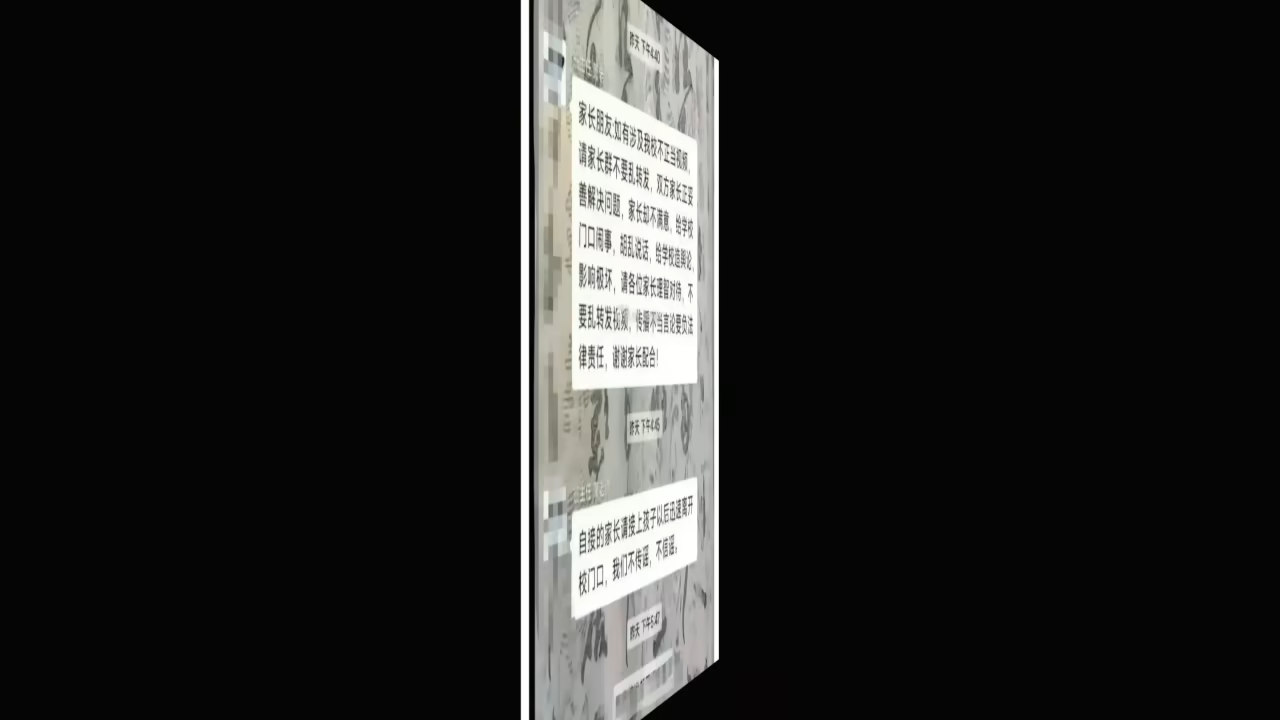 昨天 下午4:40
家长朋友:如有涉及我校不正当视频,
请家长群不要乱转发，双方家长正妥
善解决问题，家长却不满意，给学校
门口闹事，胡乱说话，给学校造舆论，
影响极坏，请各位家长理智对待，不
要乱转发视频，传播不当言论要负法
律责任，谢谢家长配合！
昨天 下午4:45
自接的家长请接上孩子以后迅速离开
校门口，我们不传谣，不信谣。
昨天 下午5:47